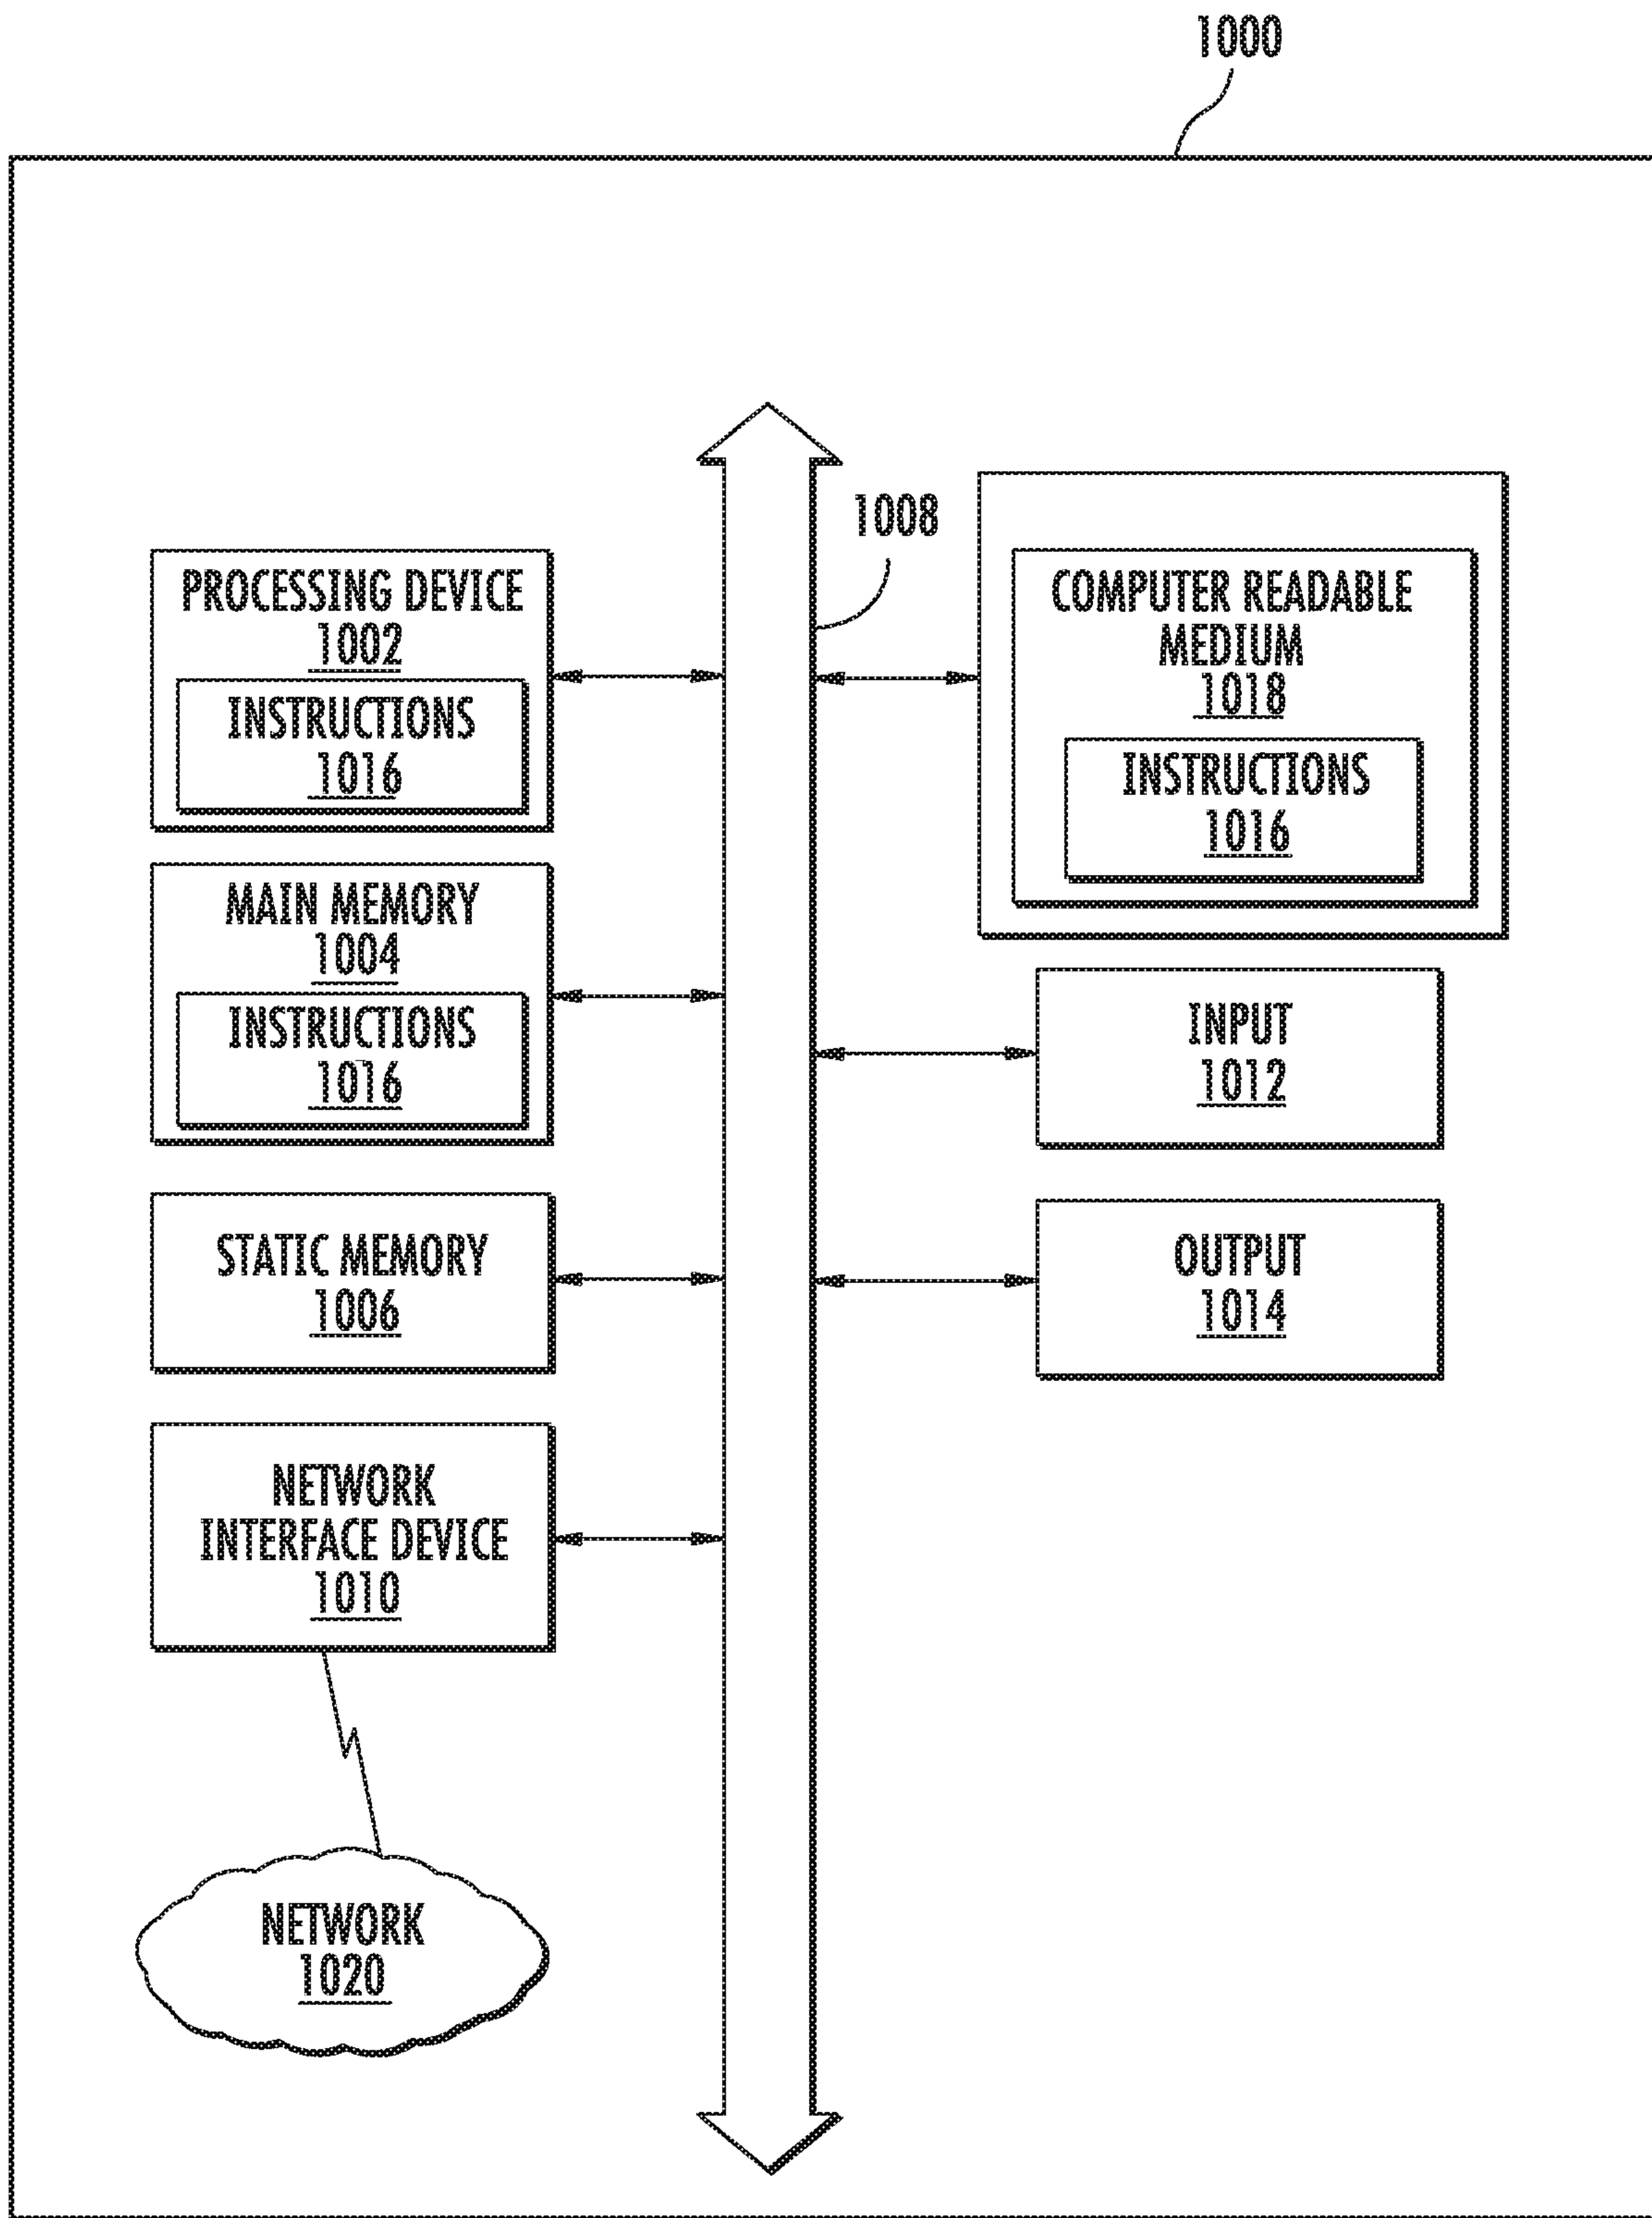 1000
1008
PROCESSING DEVICE
1002
INSTRUCTIONS
1016
MAIN MEMORY
1004
INSTRUCTIONS
1016
STATIC MEMORY
1006
NETWORK
INTERFACE DEVICE
1010
NETWORK
1020
COMPUTER READABLE
MEDIUM
1018
INSTRUCTIONS
1016
INPUT
1012
OUTPUT
1014